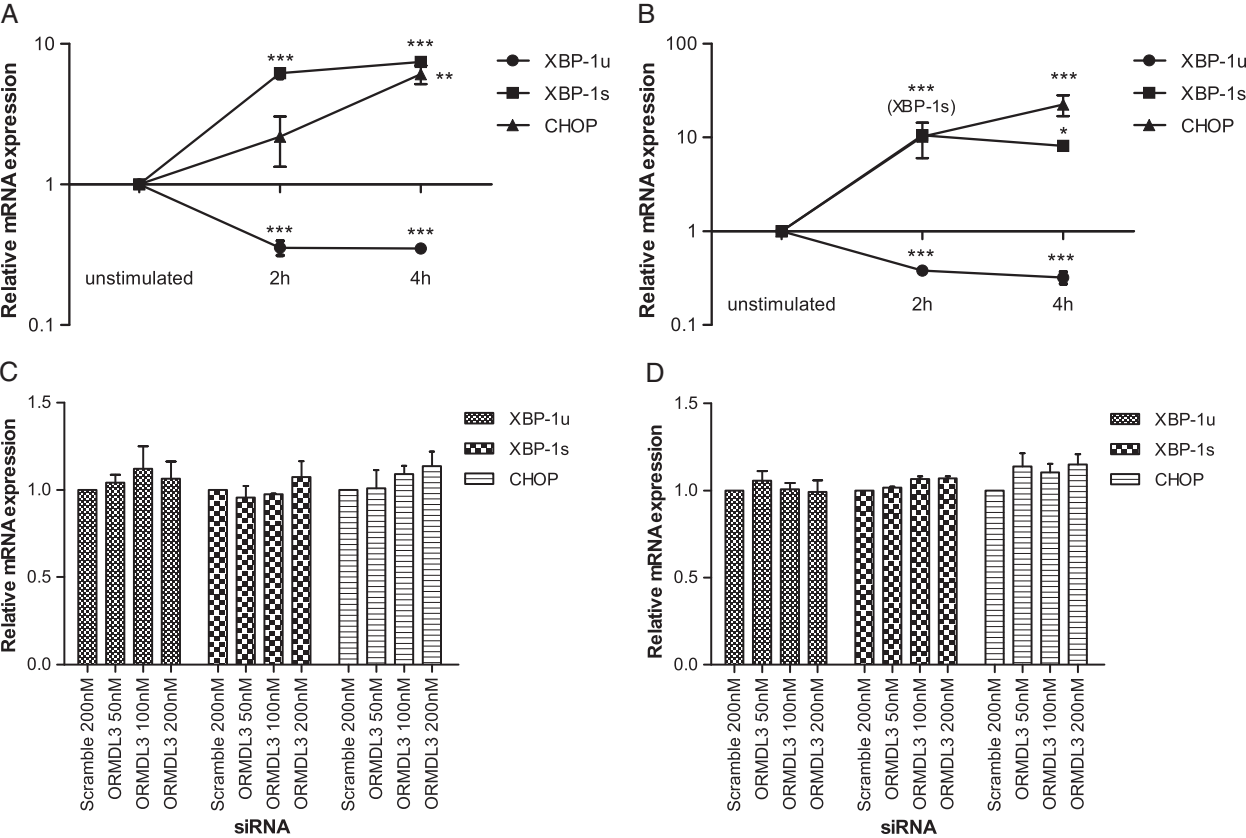 A
Relative mRNA expression
10
1
0.1
***
***
**
***
***
unstimulated
2h
4h
XBP-1u
XBP-1s
CHOP
B
Relative mRNA expression
100
10
1
0.1
***
(XBP-1s)
***
*
***
***
unstimulated
2h
4h
XBP-1u
XBP-1s
CHOP
C
Relative mRNA expression
1.5
1.0
0.5
0.0
XBP-1u
XBP-1s
CHOP
Scramble 200nM
ORMDL3 50nM
ORMDL3 100nM
ORMDL3 200nM
Scramble 200nM
ORMDL3 50nM
ORMDL3 100nM
ORMDL3 200nM
Scramble 200nM
ORMDL3 50nM
ORMDL3 100nM
ORMDL3 200nM
siRNA
D
Relative mRNA expression
1.5
1.0
0.5
0.0
XBP-1u
XBP-1s
CHOP
Scramble 200nM
ORMDL3 50nM
ORMDL3 100nM
ORMDL3 200nM
Scramble 200nM
ORMDL3 50nM
ORMDL3 100nM
ORMDL3 200nM
Scramble 200nM
ORMDL3 50nM
ORMDL3 100nM
ORMDL3 200nM
siRNA